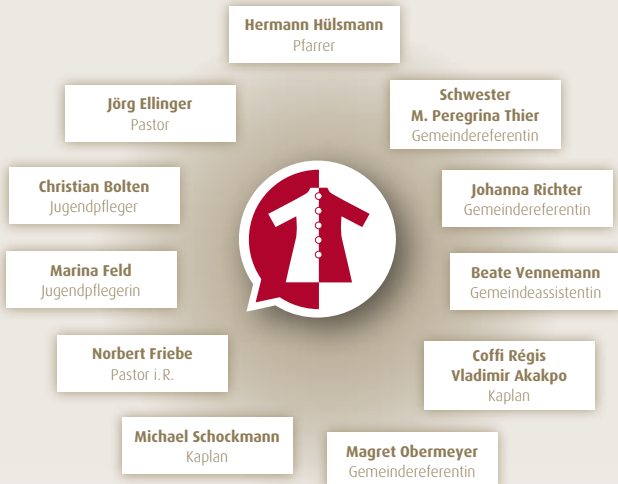 Hermann Hülsmann
Pfarrer
Schwester
M. Peregrina Thier
Gemeindereferentin
Jörg Ellinger
Pastor
Christian Bolten
Jugendpfleger
Johanna Richter
Gemeindereferentin
Marina Feld
Jugendpflegerin
Beate Vennemann
Gemeindeassistentin
Norbert Friebe
Pastor i. R.
Coffi Régis
Vladimir Akakpo
Kaplan
Michael Schockmann
Kaplan
Magret Obermeyer
Gemeindereferentin